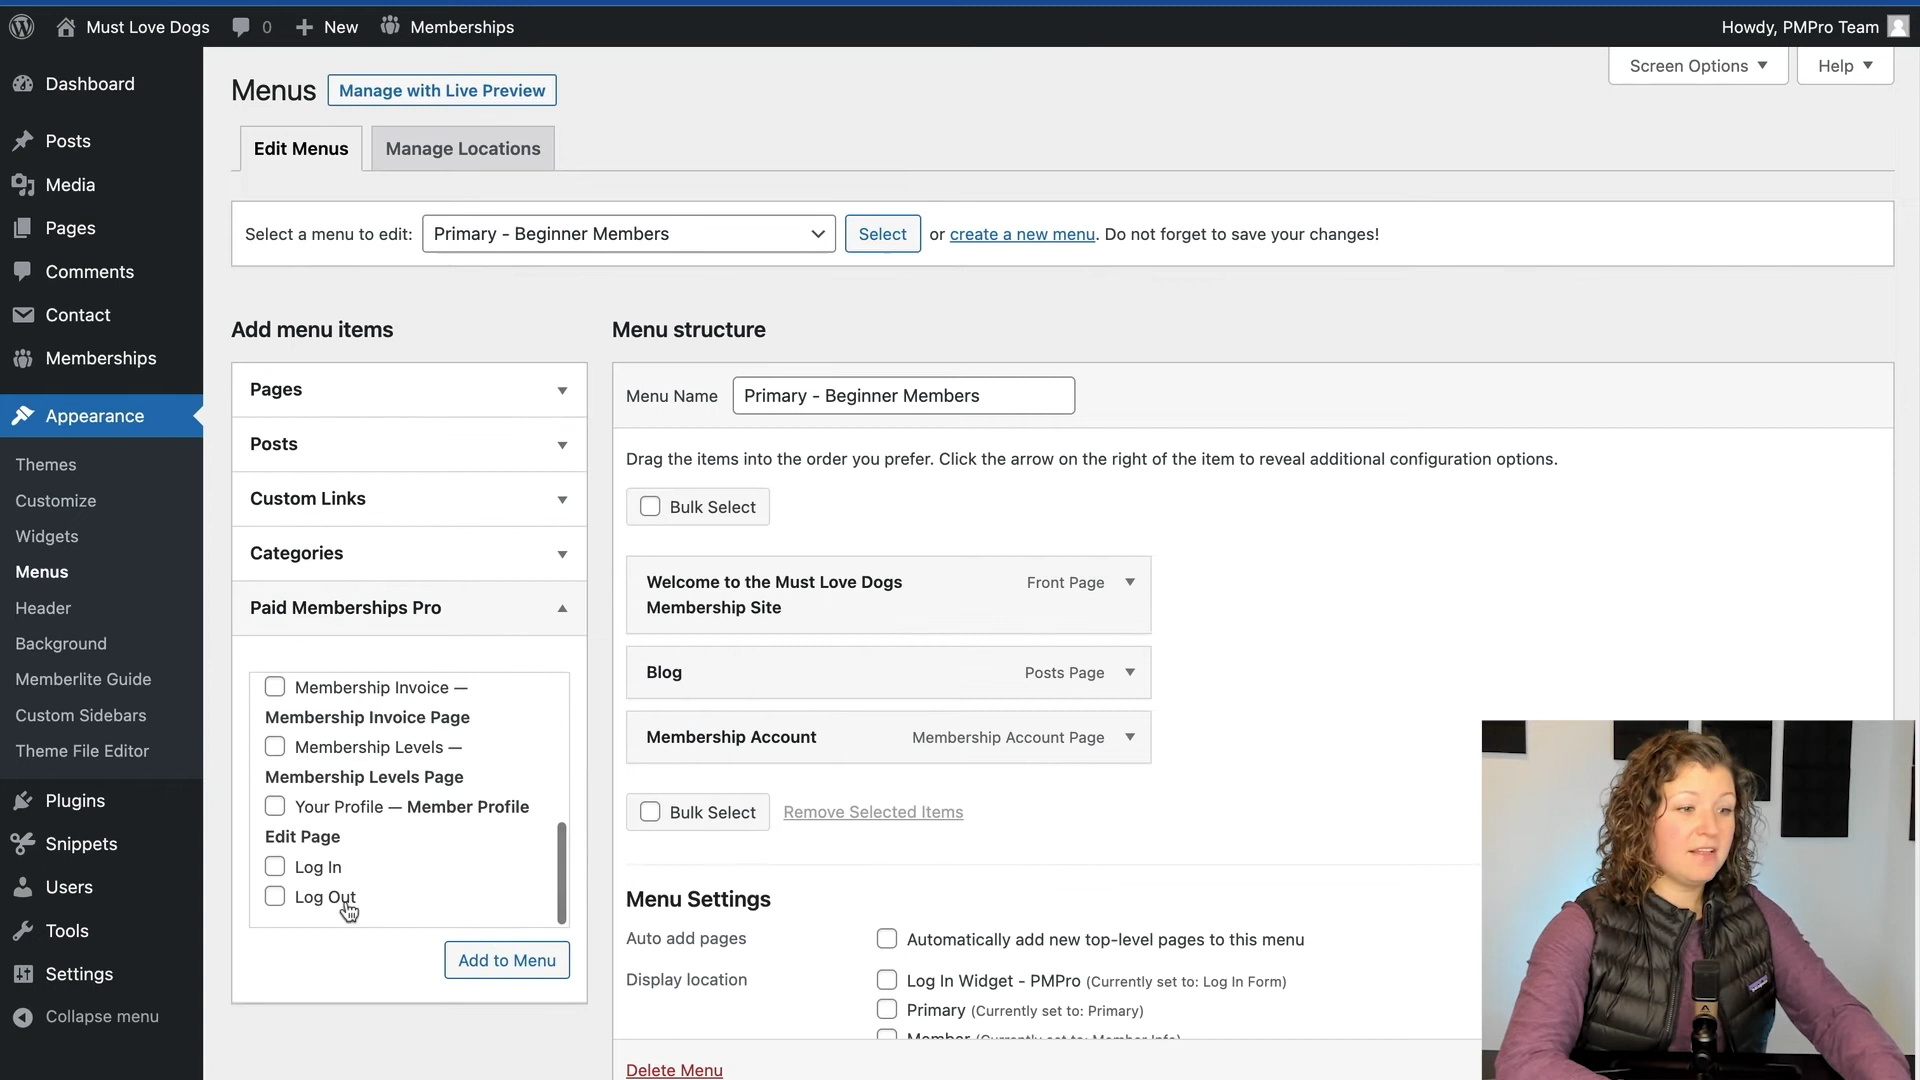 Must Love Dogs 0 New Memberships Howdy, PMPro Team
Dashboard
Posts
Media
Pages
Comments
Contact
Memberships
Appearance
Themes
Customize
Widgets
Menus
Header
Background
Memberlite Guide
Custom Sidebars
Theme File Editor
Plugins
Snippets
Users
Tools
Settings
Collapse menu
Screen Options Help
Menus Manage with Live Preview
Edit Menus Manage Locations
Select a menu to edit: Primary - Beginner Members Select or create a new menu. Do not forget to save your changes!
Add menu items
Pages
Posts
Custom Links
Categories
Paid Memberships Pro
Membership Invoice —
Membership Invoice Page
Membership Levels —
Membership Levels Page
Your Profile — Member Profile
Edit Page
Log In
Log Out
Add to Menu
Menu structure
Menu Name Primary - Beginner Members
Drag the items into the order you prefer. Click the arrow on the right of the item to reveal additional configuration options.
Bulk Select
Welcome to the Must Love Dogs Front Page
Membership Site
Blog Posts Page
Membership Account Membership Account Page
Bulk Select Remove Selected Items
Menu Settings
Auto add pages Automatically add new top-level pages to this menu
Display location Log In Widget - PMPro (Currently set to: Log In Form)
Primary (Currently set to: Primary)
Member (Currently set to: Member Info)
Delete Menu